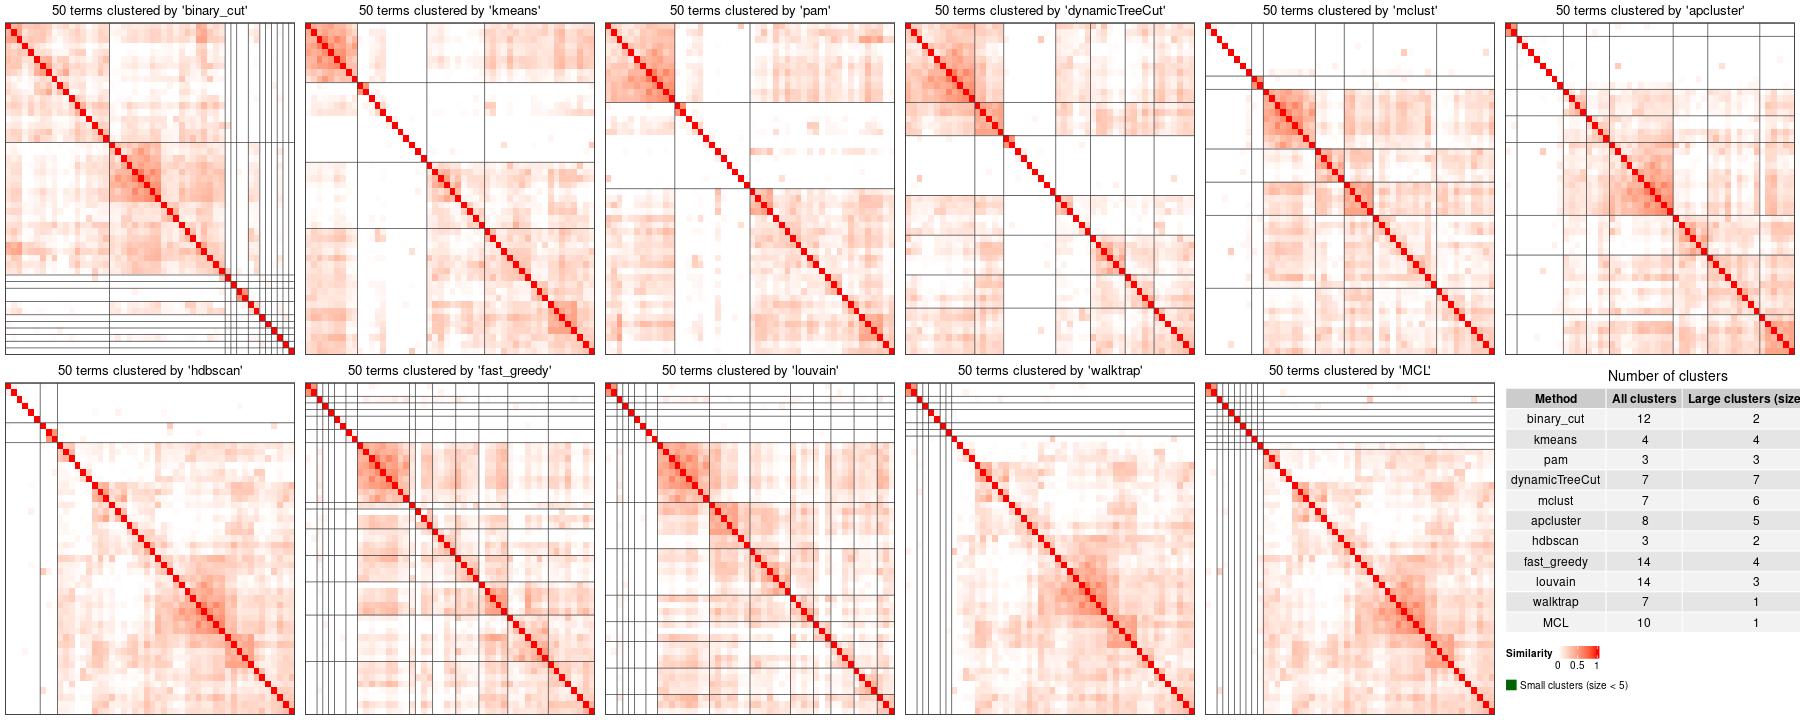 50 terms clustered by 'binary_cut'
50 terms clustered by 'kmeans'
50 terms clustered by 'pam'
50 terms clustered by 'dynamicTreeCut'
50 terms clustered by 'mclust'
50 terms clustered by 'apcluster'
50 terms clustered by 'hdbscan'
50 terms clustered by 'fast_greedy'
50 terms clustered by 'louvain'
50 terms clustered by 'walktrap'
50 terms clustered by 'MCL'
Number of clusters
Method All clusters Large clusters (size
binary_cut 12 2
kmeans 4 4
pam 3 3
dynamicTreeCut 7 7
mclust 7 6
apcluster 8 5
hdbscan 3 2
fast_greedy 14 4
louvain 14 3
walktrap 7 1
MCL 10 1
Similarity
0 0.5 1
Small clusters (size < 5)